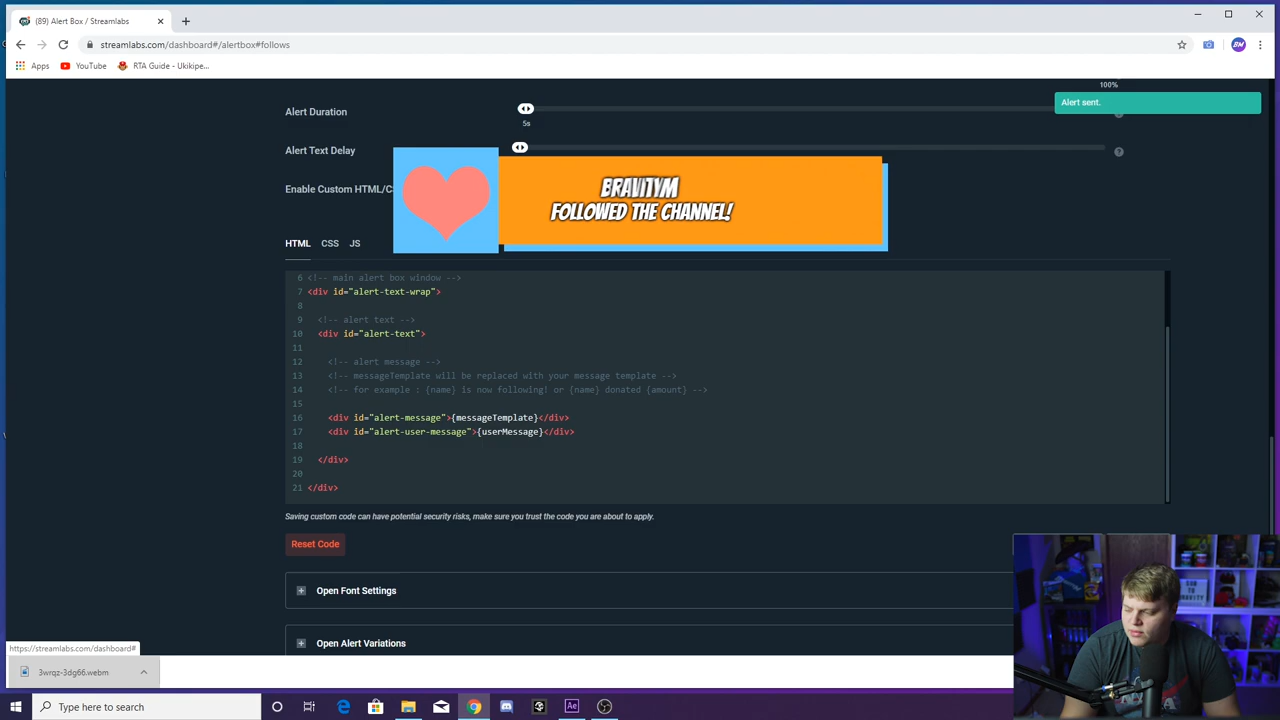 (89) Alert Box / Streamlabs
streamlabs.com/dashboard#/alertbox#follows
BM
Apps
YouTube
RTA Guide - Ukikipe...
100%
Alert sent.
Alert Duration
5s
Alert Text Delay
Enable Custom HTML/C
BRAVITYM
FOLLOWED THE CHANNEL!
HTML
CSS
JS
6 <!-- main alert box window -->
7 <div id="alert-text-wrap">
8
9 <!-- alert text -->
10 <div id="alert-text">
11
12 <!-- alert message -->
13 <!-- messageTemplate will be replaced with your message template -->
14 <!-- for example : {name} is now following! or {name} donated {amount} -->
15
16 <div id="alert-message">{messageTemplate}</div>
17 <div id="alert-user-message">{userMessage}</div>
18
19 </div>
20
21 </div>
Saving custom code can have potential security risks, make sure you trust the code you are about to apply.
Reset Code
Open Font Settings
Open Alert Variations
https://streamlabs.com/dashboard#
3wrqz-3dg66.webm
Type here to search
Ae